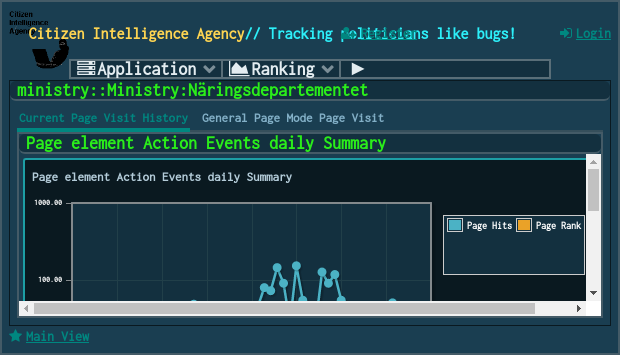 Citizen
Intelligence
Agency
Citizen Intelligence Agency// Tracking politicians like bugs!
Login
Application
Ranking
ministry::Ministry:Näringsdepartementet
Current Page Visit History
General Page Mode Page Visit
Page element Action Events daily Summary
Page element Action Events daily Summary
1000.00
100.00
Page Hits
Page Rank
Main View